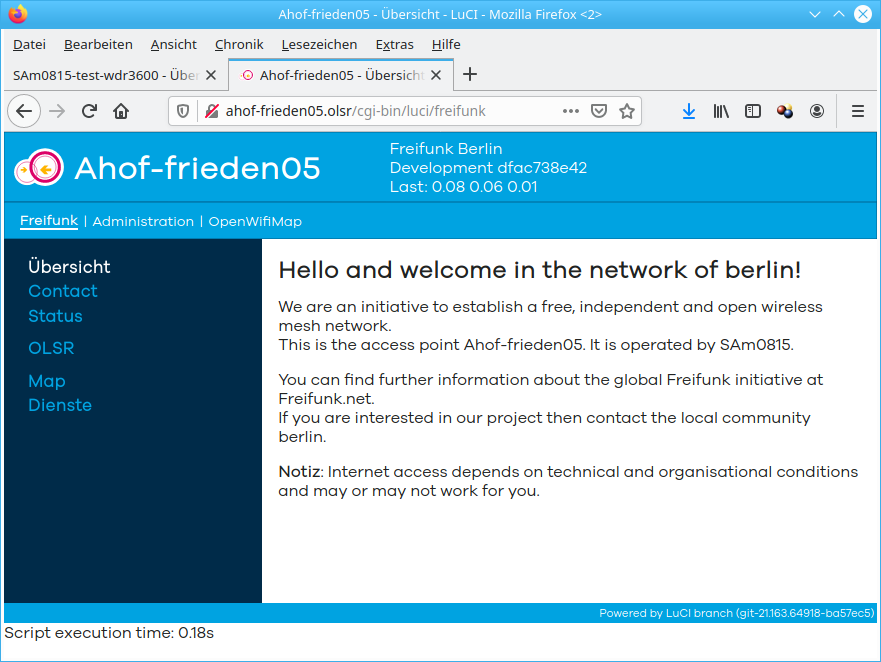 Ahof-frieden05 - Übersicht - LuCI - Mozilla Firefox <2>
Datei Bearbeiten Ansicht Chronik Lesezeichen Extras Hilfe
SAm0815-test-wdr3600 - Über
Ahof-frieden05 - Übersicht
ahof-frieden05.olsr/cgi-bin/luci/freifunk
Ahof-frieden05
Freifunk Berlin
Development dfac738e42
Last: 0.08 0.06 0.01
Freifunk | Administration | OpenWifiMap
Übersicht
Contact
Status
OLSR
Map
Dienste
Hello and welcome in the network of berlin!
We are an initiative to establish a free, independent and open wireless
mesh network.
This is the access point Ahof-frieden05. It is operated by SAm0815.
You can find further information about the global Freifunk initiative at
Freifunk.net.
If you are interested in our project then contact the local community
berlin.
Notiz: Internet access depends on technical and organisational conditions
and may or may not work for you.
Powered by LuCI branch (git-21.163.64918-ba57ec5)
Script execution time: 0.18s